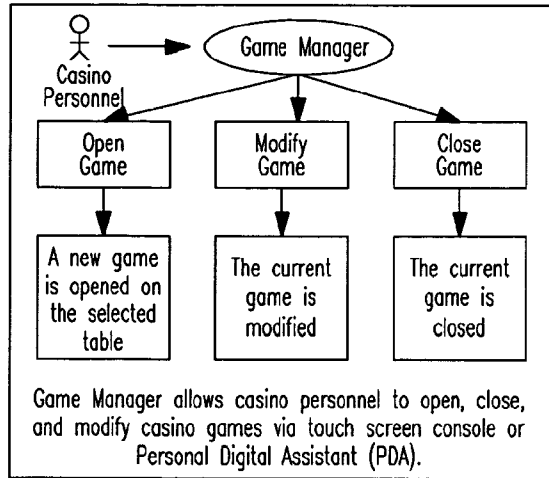 Game Manager
Casino
Personnel
Open
Game
Modify
Game
Close
Game
A new game
is opened on
the selected
table
The current
game is
modified
The current
game is
closed
Game Manager allows casino personnel to open, close,
and modify casino games via touch screen console or
Personal Digital Assistant (PDA).